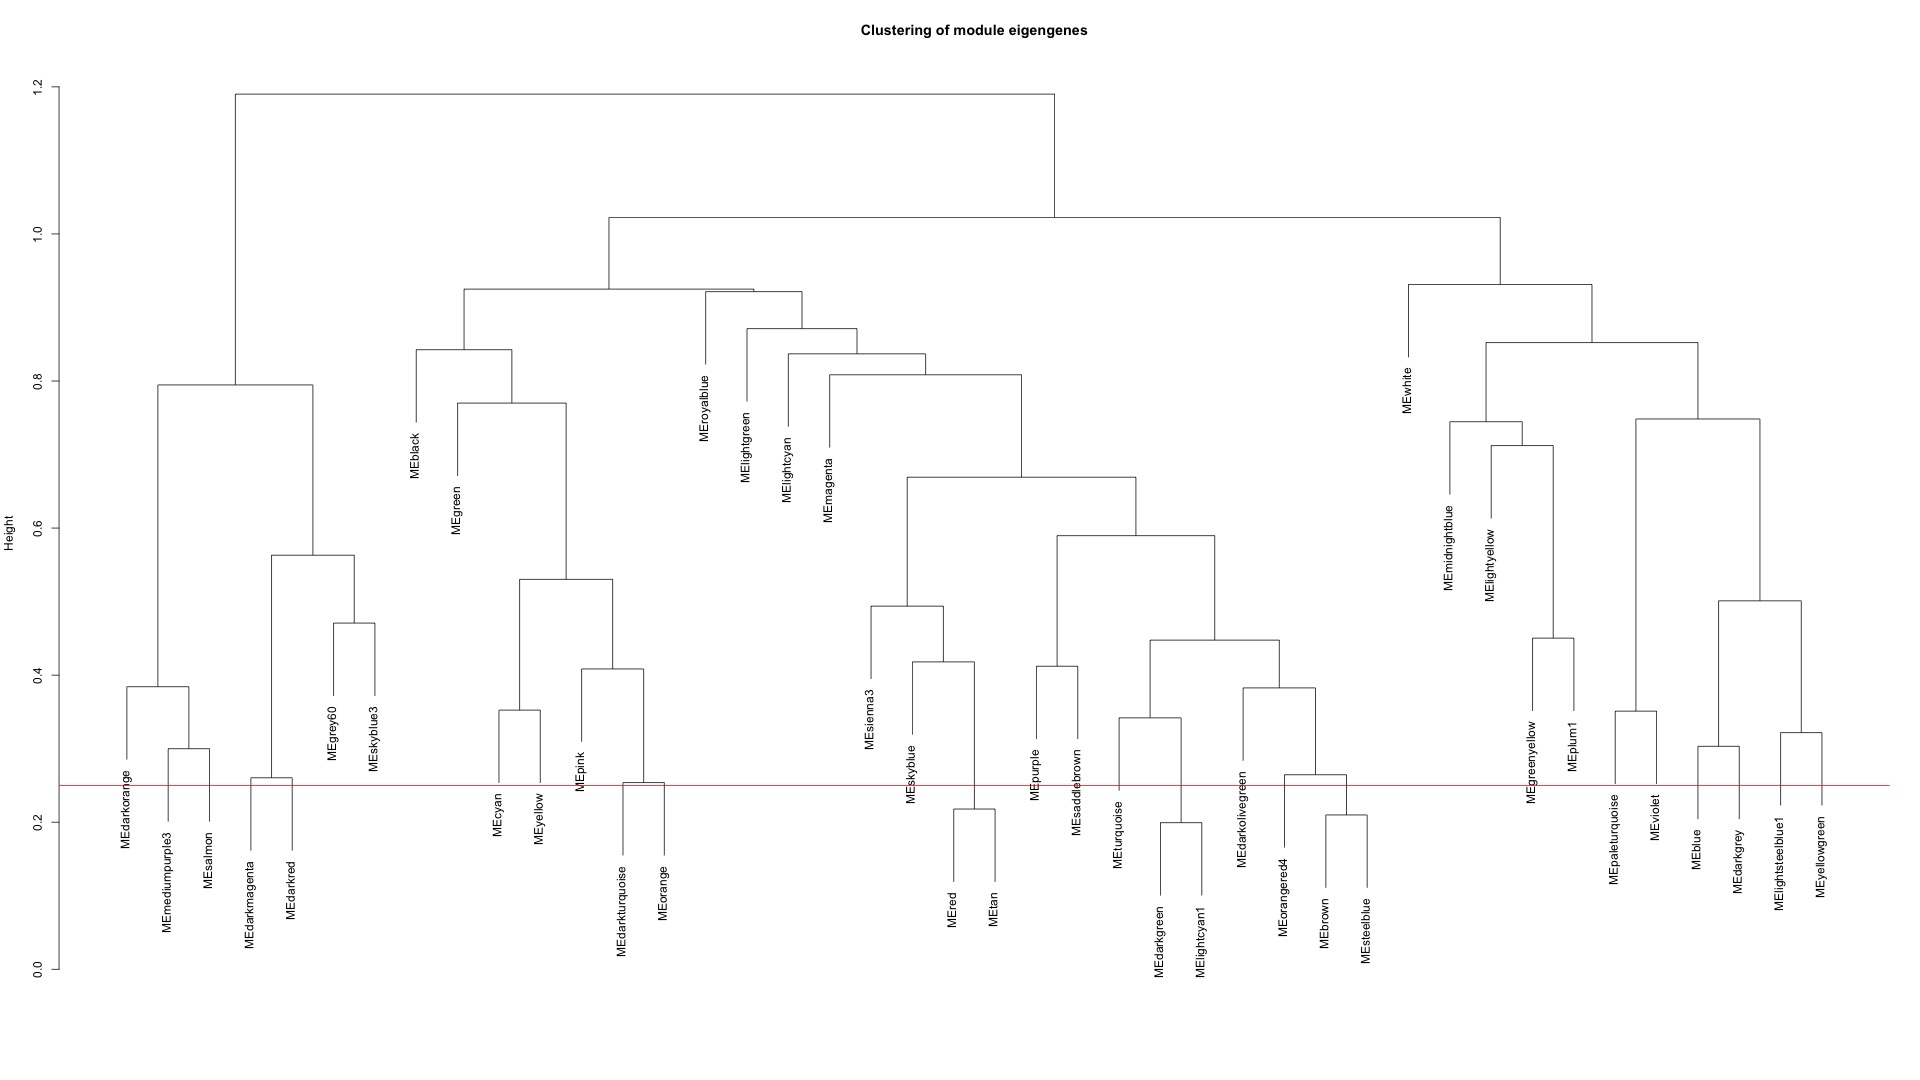 Clustering of module eigengenes
Height
1.2
1.0
0.8
0.6
0.4
0.2
0.0
MEdarkorange
MEmediumpurple3
MEsalmon
MEdarkmagenta
MEdarkred
MEgrey60
MEskyblue3
MEblack
MEgreen
MEcyan
MEyellow
MEpink
MEdarkturquoise
MEorange
MEroyalblue
MElightgreen
MElightcyan
MEmagenta
MEsienna3
MEskyblue
MEred
MEtan
MEpurple
MEsaddlebrown
MEturquoise
MEdarkgreen
MElightcyan1
MEdarkolivegreen
MEorangered4
MEbrown
MEsteelblue
MEwhite
MEmidnightblue
MElightyellow
MEgreenyellow
MEplum1
MEpaleturquoise
MEviolet
MEblue
MEdarkgrey
MElightsteelblue1
MEyellowgreen